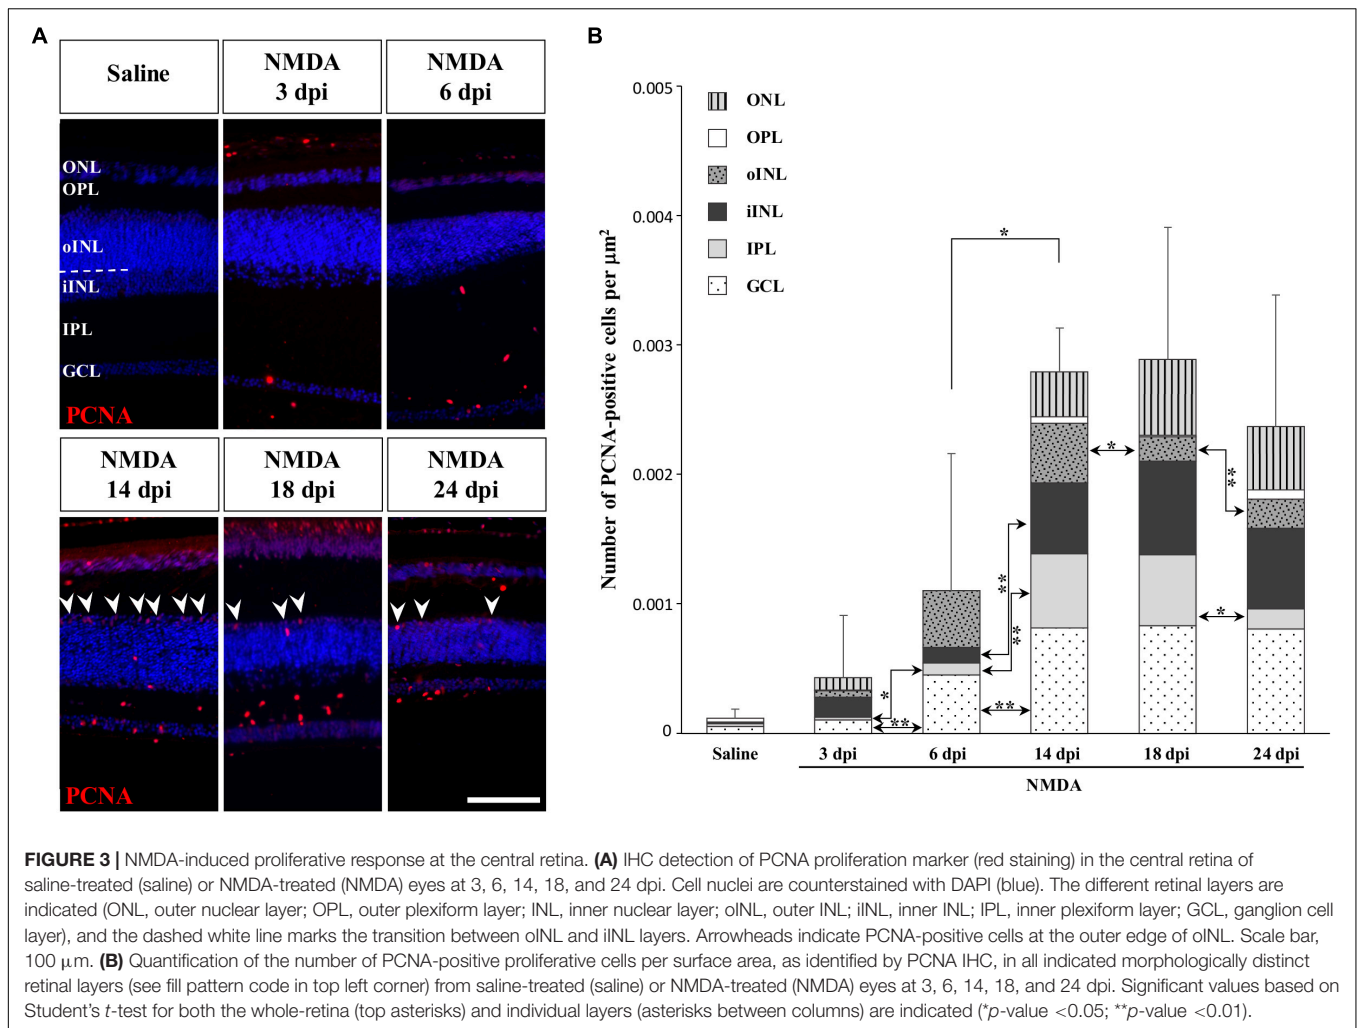 A
Saline
NMDA
3 dpi
NMDA
6 dpi
ONL
OPL
oINL
iINL
IPL
GCL
PCNA
NMDA
14 dpi
NMDA
18 dpi
NMDA
24 dpi
PCNA
B
Number of PCNA-positive cells per μm²
0.005
0.004
0.003
0.002
0.001
0
ONL
OPL
oINL
iINL
IPL
GCL
*
*
**
**
**
*
**
**
*
Saline
3 dpi
6 dpi
14 dpi
18 dpi
24 dpi
NMDA
FIGURE 3 | NMDA-induced proliferative response at the central retina. (A) IHC detection of PCNA proliferation marker (red staining) in the central retina of
saline-treated (saline) or NMDA-treated (NMDA) eyes at 3, 6, 14, 18, and 24 dpi. Cell nuclei are counterstained with DAPI (blue). The different retinal layers are
indicated (ONL, outer nuclear layer; OPL, outer plexiform layer; INL, inner nuclear layer; oINL, outer INL; iINL, inner INL; IPL, inner plexiform layer; GCL, ganglion cell
layer), and the dashed white line marks the transition between oINL and iINL layers. Arrowheads indicate PCNA-positive cells at the outer edge of oINL. Scale bar,
100 μm. (B) Quantification of the number of PCNA-positive proliferative cells per surface area, as identified by PCNA IHC, in all indicated morphologically distinct
retinal layers (see fill pattern code in top left corner) from saline-treated (saline) or NMDA-treated (NMDA) eyes at 3, 6, 14, 18, and 24 dpi. Significant values based on
Student's t-test for both the whole-retina (top asterisks) and individual layers (asterisks between columns) are indicated (*p-value <0.05; **p-value <0.01).